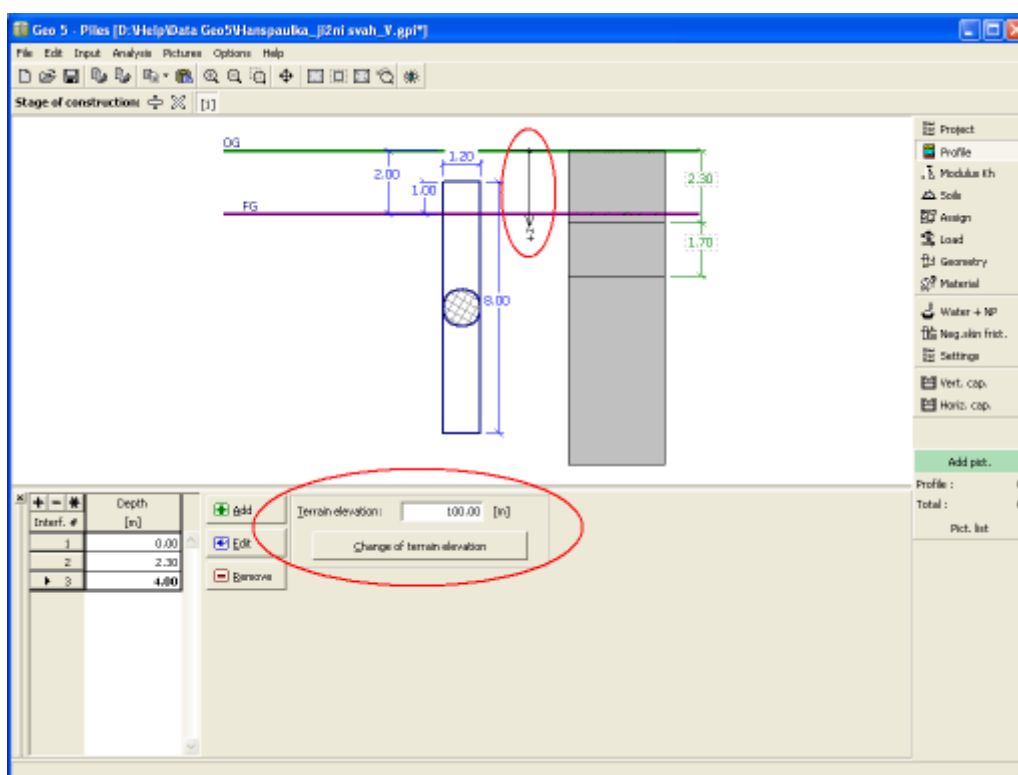 Geo 5 - Piles [D:\Help\Data Geo5\Hanspaulka_jižní svah_V.gpi*]
File Edit Input Analysis Pictures Options Help
Stage of construction: [1]
OG
1.20
2.00
1.00
2.30
FG
+z
1.70
8.00
Project
Profile
Modulus Kh
Soils
Assign
Load
Geometry
Material
Water + NP
Neg.skin frict.
Settings
Vert. cap.
Horiz. cap.
Add pict.
Profile :
Total :
Pict. list
Interf. # Depth [m]
1 0.00
2 2.30
3 4.00
Add
Edit
Remove
Terrain elevation: 100.00 [m]
Change of terrain elevation